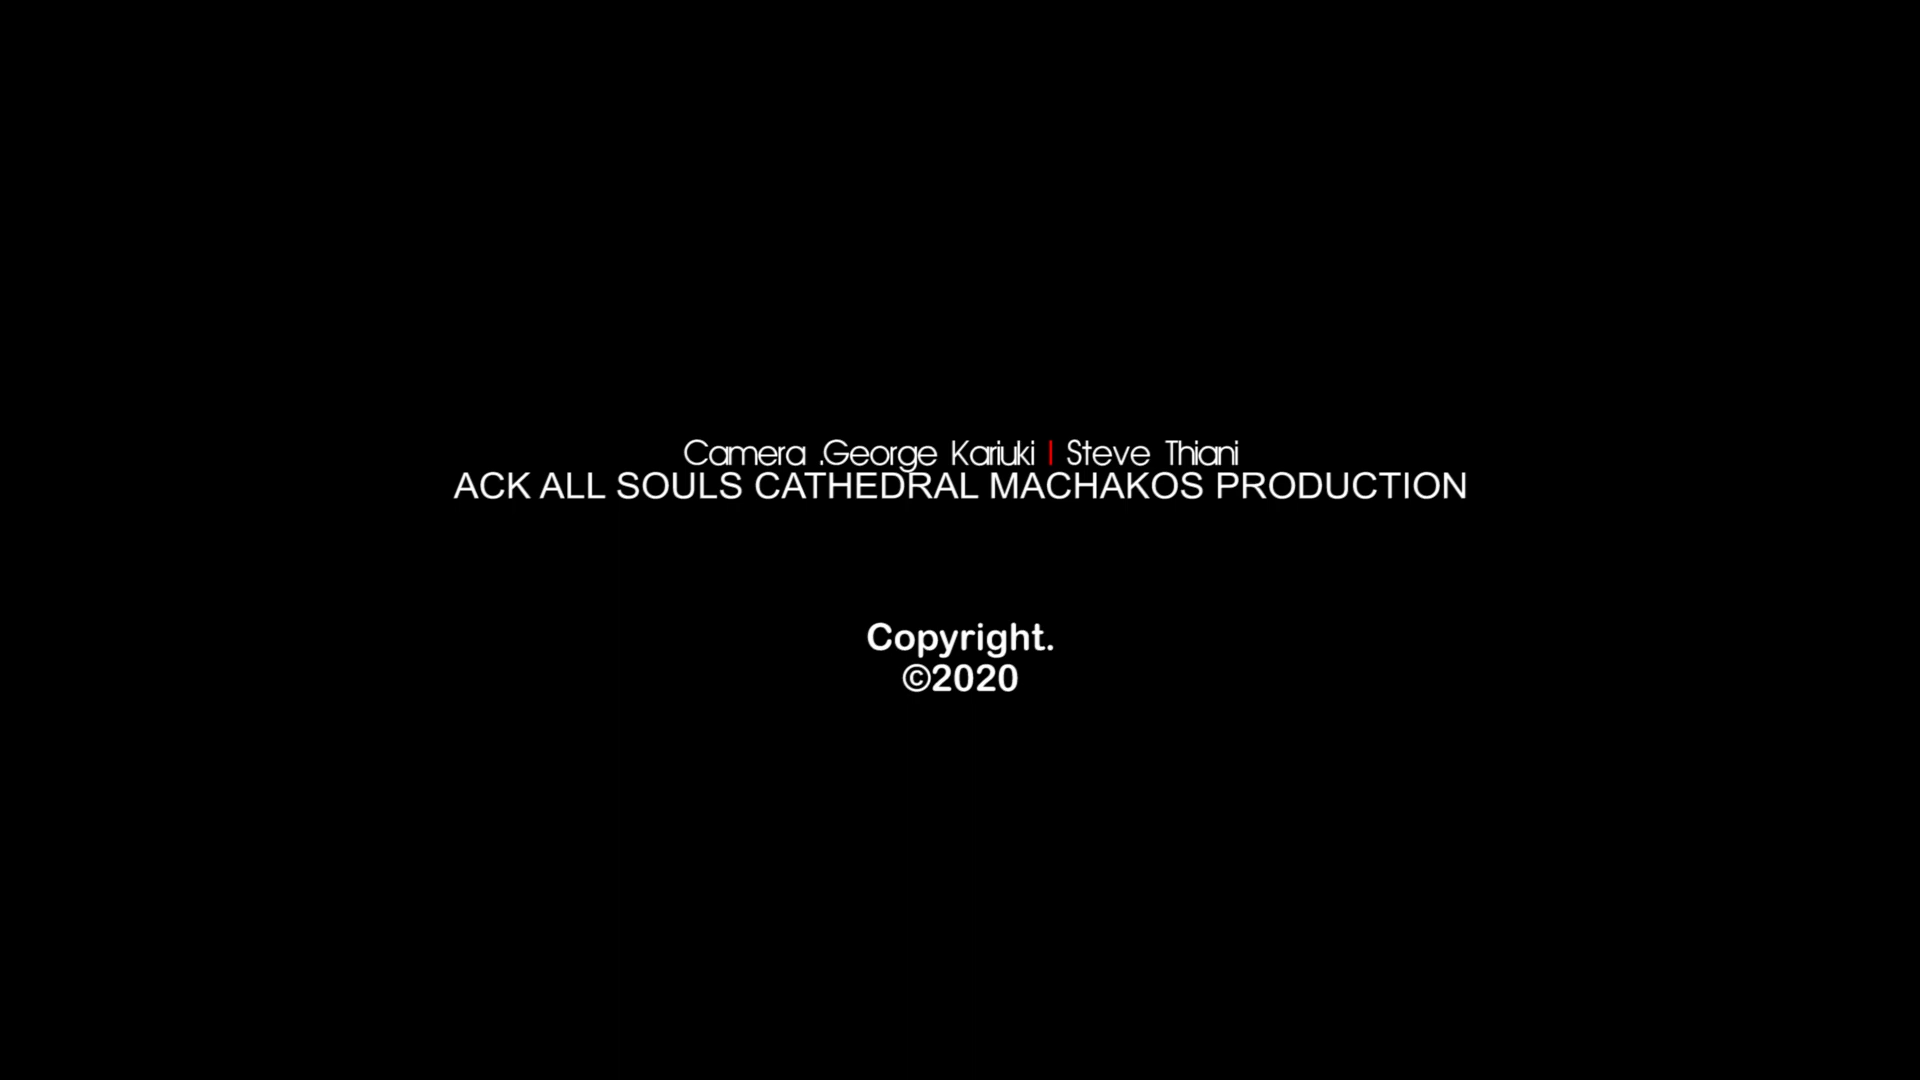 Camera .George Kariuki | Steve Thiani
ACK ALL SOULS CATHEDRAL MACHAKOS PRODUCTION
Copyright.
©2020